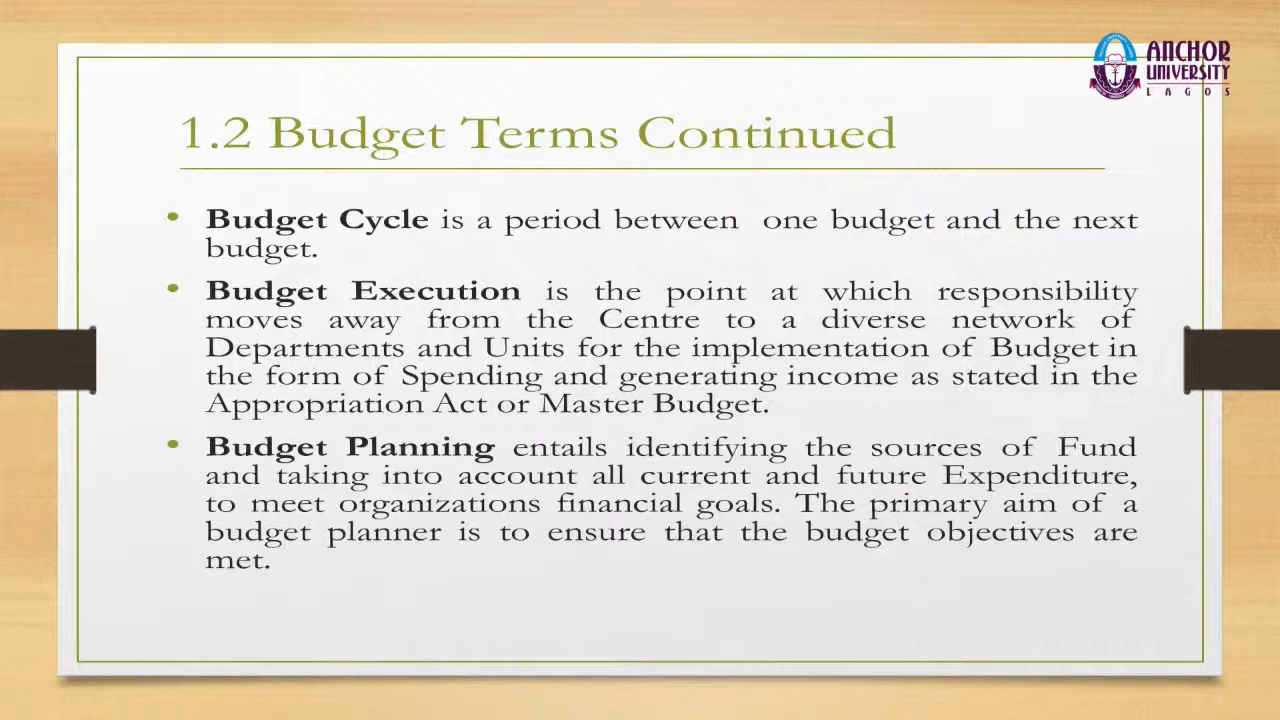 ANCHOR
UNIVERSITY
LAGOS
1.2 Budget Terms Continued
• Budget Cycle is a period between one budget and the next
budget.
• Budget Execution is the point at which responsibility
moves away from the Centre to a diverse network of
Departments and Units for the implementation of Budget in
the form of Spending and generating income as stated in the
Appropriation Act or Master Budget.
• Budget Planning entails identifying the sources of Fund
and taking into account all current and future Expenditure,
to meet organizations financial goals. The primary aim of a
budget planner is to ensure that the budget objectives are
met.